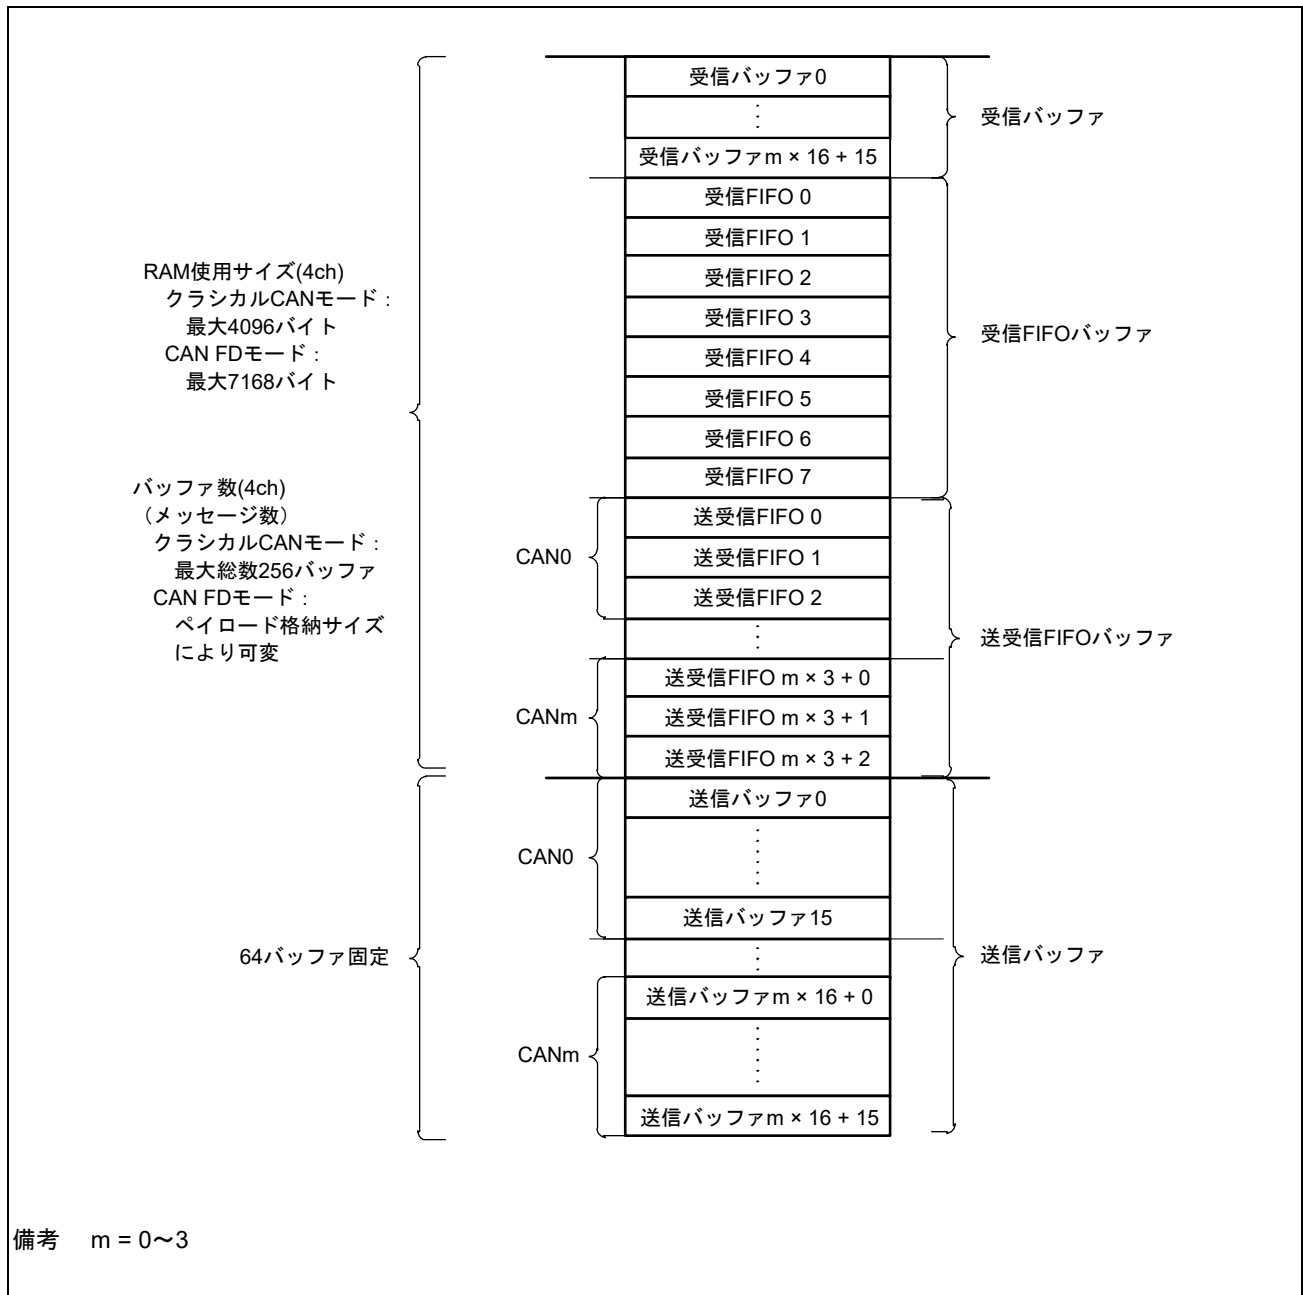 受信バッファ0
受信バッファm × 16 + 15
受信バッファ
受信FIFO 0
受信FIFO 1
受信FIFO 2
受信FIFO 3
受信FIFO 4
受信FIFO 5
受信FIFO 6
受信FIFO 7
受信FIFOバッファ
RAM使用サイズ(4ch)
クラシカルCANモード：
最大4096バイト
CAN FDモード：
最大7168バイト
バッファ数(4ch)
（メッセージ数）
クラシカルCANモード：
最大総数256バッファ
CAN FDモード：
ペイロード格納サイズ
により可変
CAN0
送受信FIFO 0
送受信FIFO 1
送受信FIFO 2
CANm
送受信FIFO m × 3 + 0
送受信FIFO m × 3 + 1
送受信FIFO m × 3 + 2
送受信FIFOバッファ
64バッファ固定
CAN0
送信バッファ0
送信バッファ15
CANm
送信バッファm × 16 + 0
送信バッファm × 16 + 15
送信バッファ
備考 m = 0～3